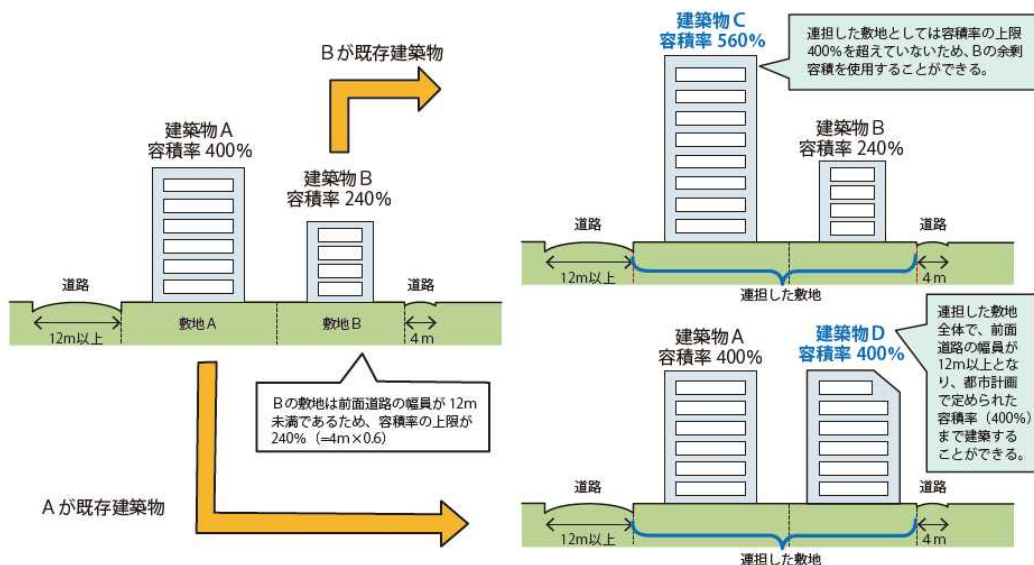 Bが既存建築物
建築物A
容積率 400%
建築物B
容積率 240%
道路
道路
12m以上
敷地A
敷地B
4m
Bの敷地は前面道路の幅員が 12m
未満であるため、容積率の上限が
240%（=4m×0.6）
Aが既存建築物
建築物C
容積率 560%
連担した敷地としては容積率の上限
400%を超えていないため、Bの余剰
容積を使用することができる。
建築物B
容積率 240%
道路
道路
12m以上
4m
連担した敷地
建築物A
容積率 400%
建築物D
容積率 400%
連担した敷地
全体で、前面
道路の幅員が
12m以上とな
り、都市計画
で定められた
容積率（400%）
まで建築する
ことができる。
道路
道路
12m以上
4m
連担した敷地